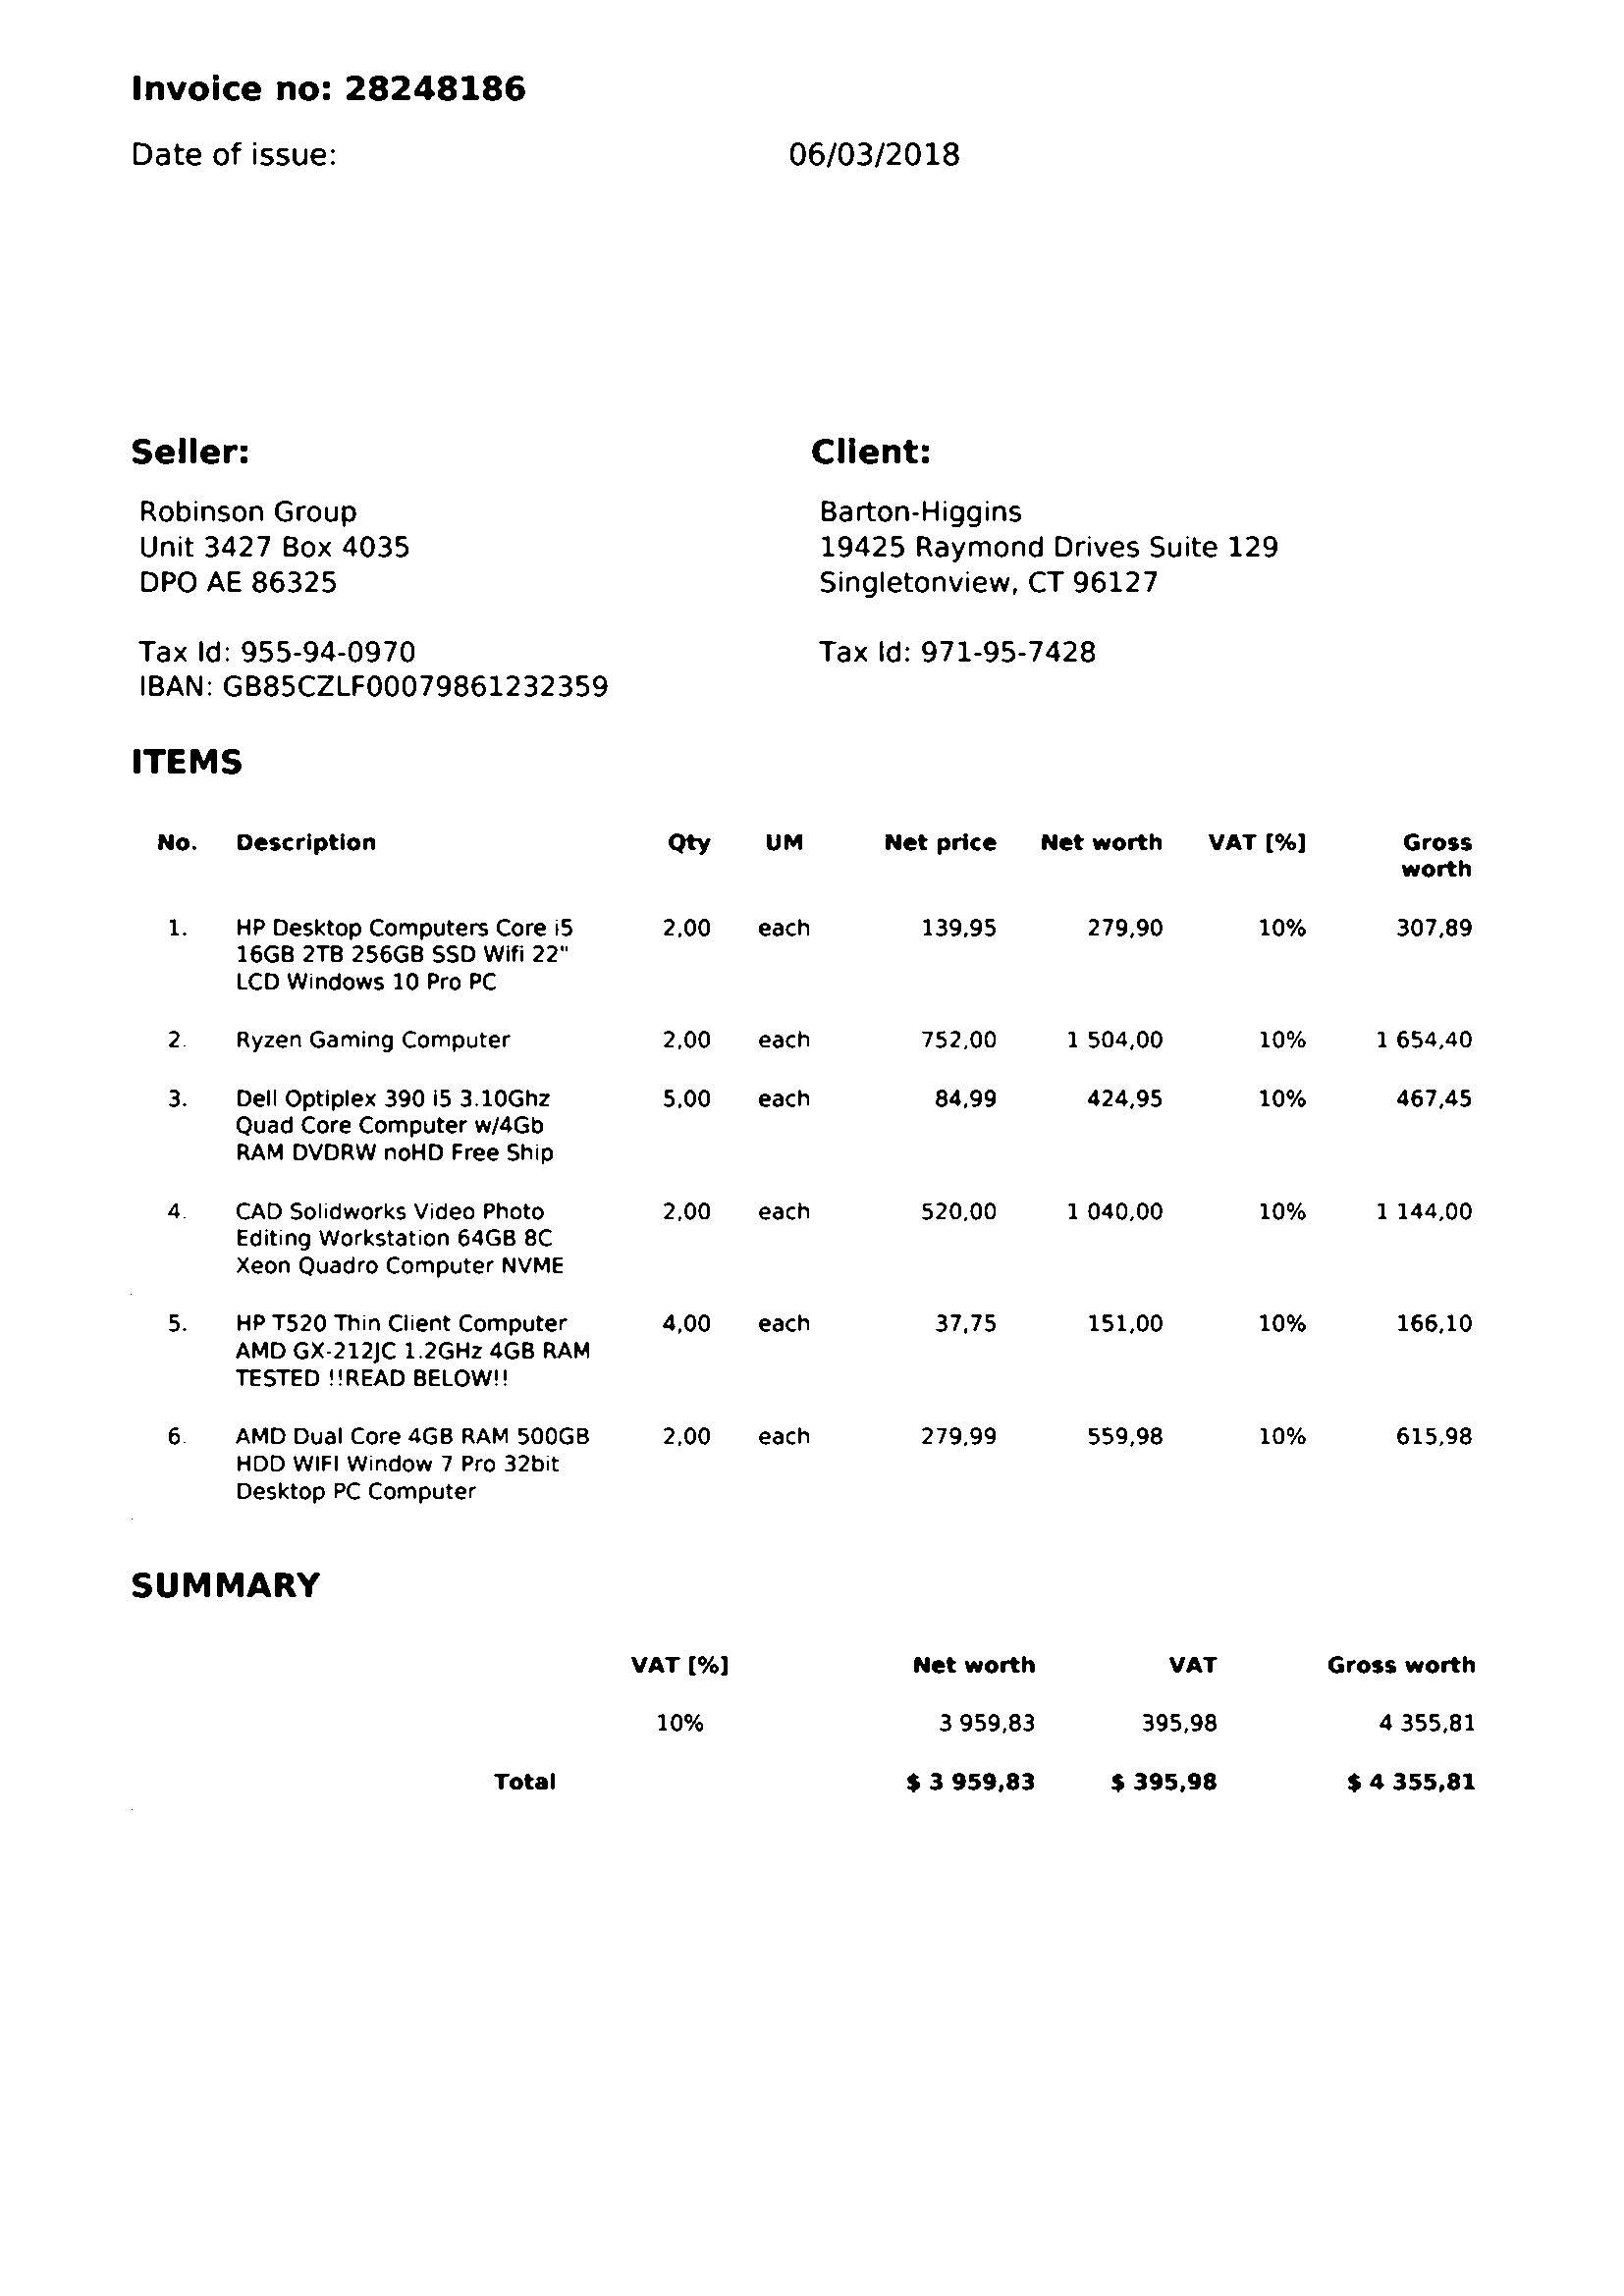 Invoice no: 28248186
Date of issue: 06/03/2018
Seller: Client:
Robinson Group Barton-Higgins
Unit 3427 Box 4035 19425 Raymond Drives Suite 129
DPO AE 86325 Singletonview, CT 96127
Tax Id: 955-94-0970 Tax Id: 971-95-7428
IBAN: GB85CZLF00079861232359
ITEMS
No. Description Qty UM Net price Net worth VAT [%] Gross
worth
1. HP Desktop Computers Core i5 2,00 each 139,95 279,90 10% 307,89
16GB 2TB 256GB SSD Wifi 22"
LCD Windows 10 Pro PC
2. Ryzen Gaming Computer 2,00 each 752,00 1 504,00 10% 1 654,40
3. Dell Optiplex 390 i5 3.10Ghz 5,00 each 84,99 424,95 10% 467,45
Quad Core Computer w/4Gb
RAM DVDRW noHD Free Ship
4. CAD Solidworks Video Photo 2,00 each 520,00 1 040,00 10% 1 144,00
Editing Workstation 64GB 8C
Xeon Quadro Computer NVME
5. HP T520 Thin Client Computer 4,00 each 37,75 151,00 10% 166,10
AMD GX-212JC 1.2GHz 4GB RAM
TESTED !!READ BELOW!!
6. AMD Dual Core 4GB RAM 500GB 2,00 each 279,99 559,98 10% 615,98
HDD WIFI Window 7 Pro 32bit
Desktop PC Computer
SUMMARY
VAT [%] Net worth VAT Gross worth
10% 3 959,83 395,98 4 355,81
Total $ 3 959,83 $ 395,98 $ 4 355,81